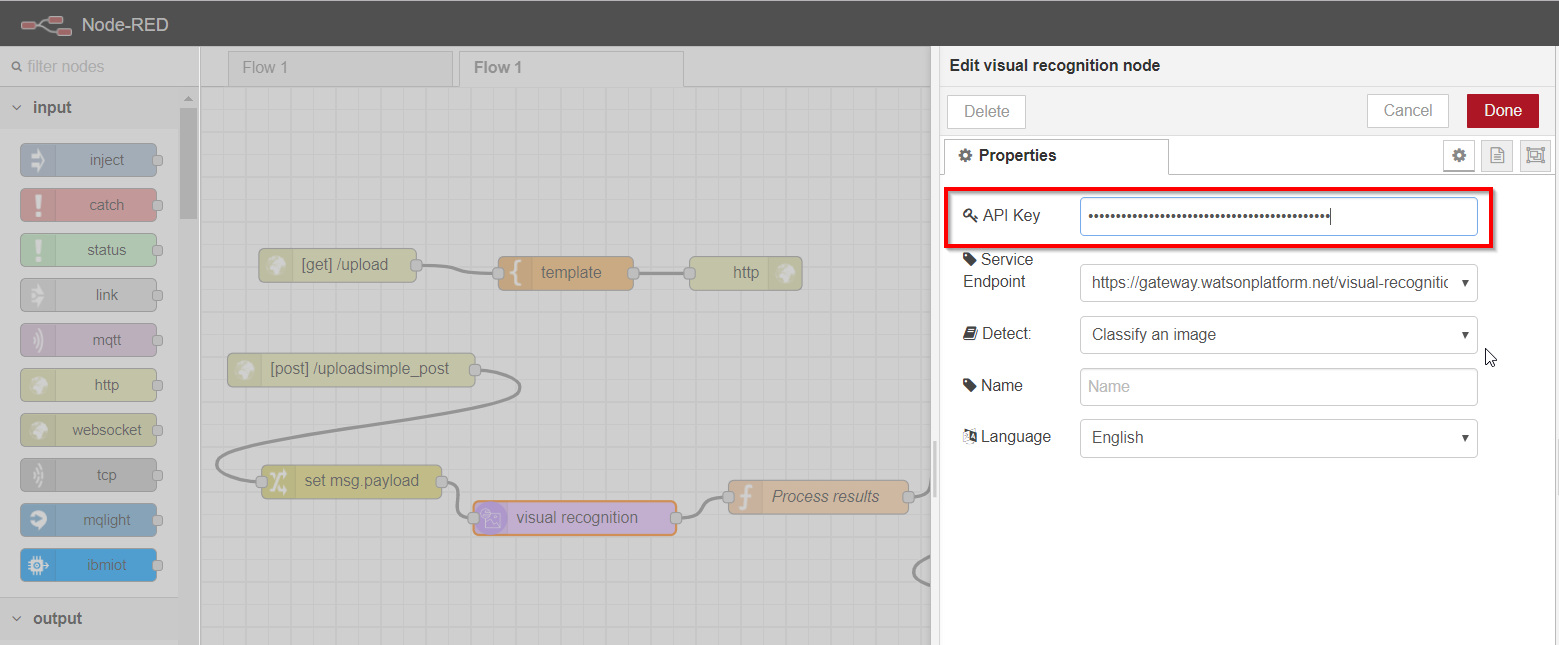 Node-RED
filter nodes
Flow 1
Flow 1
input
inject
catch
status
link
mqtt
http
websocket
tcp
mqlight
ibmiot
output
[get] /upload
template
http
[post] /uploadsimple_post
set msg.payload
visual recognition
Process results
Edit visual recognition node
Delete
Cancel
Done
Properties
API Key
Service
Endpoint
https://gateway.watsonplatform.net/visual-recognitic
Detect:
Classify an image
Name
Name
Language
English